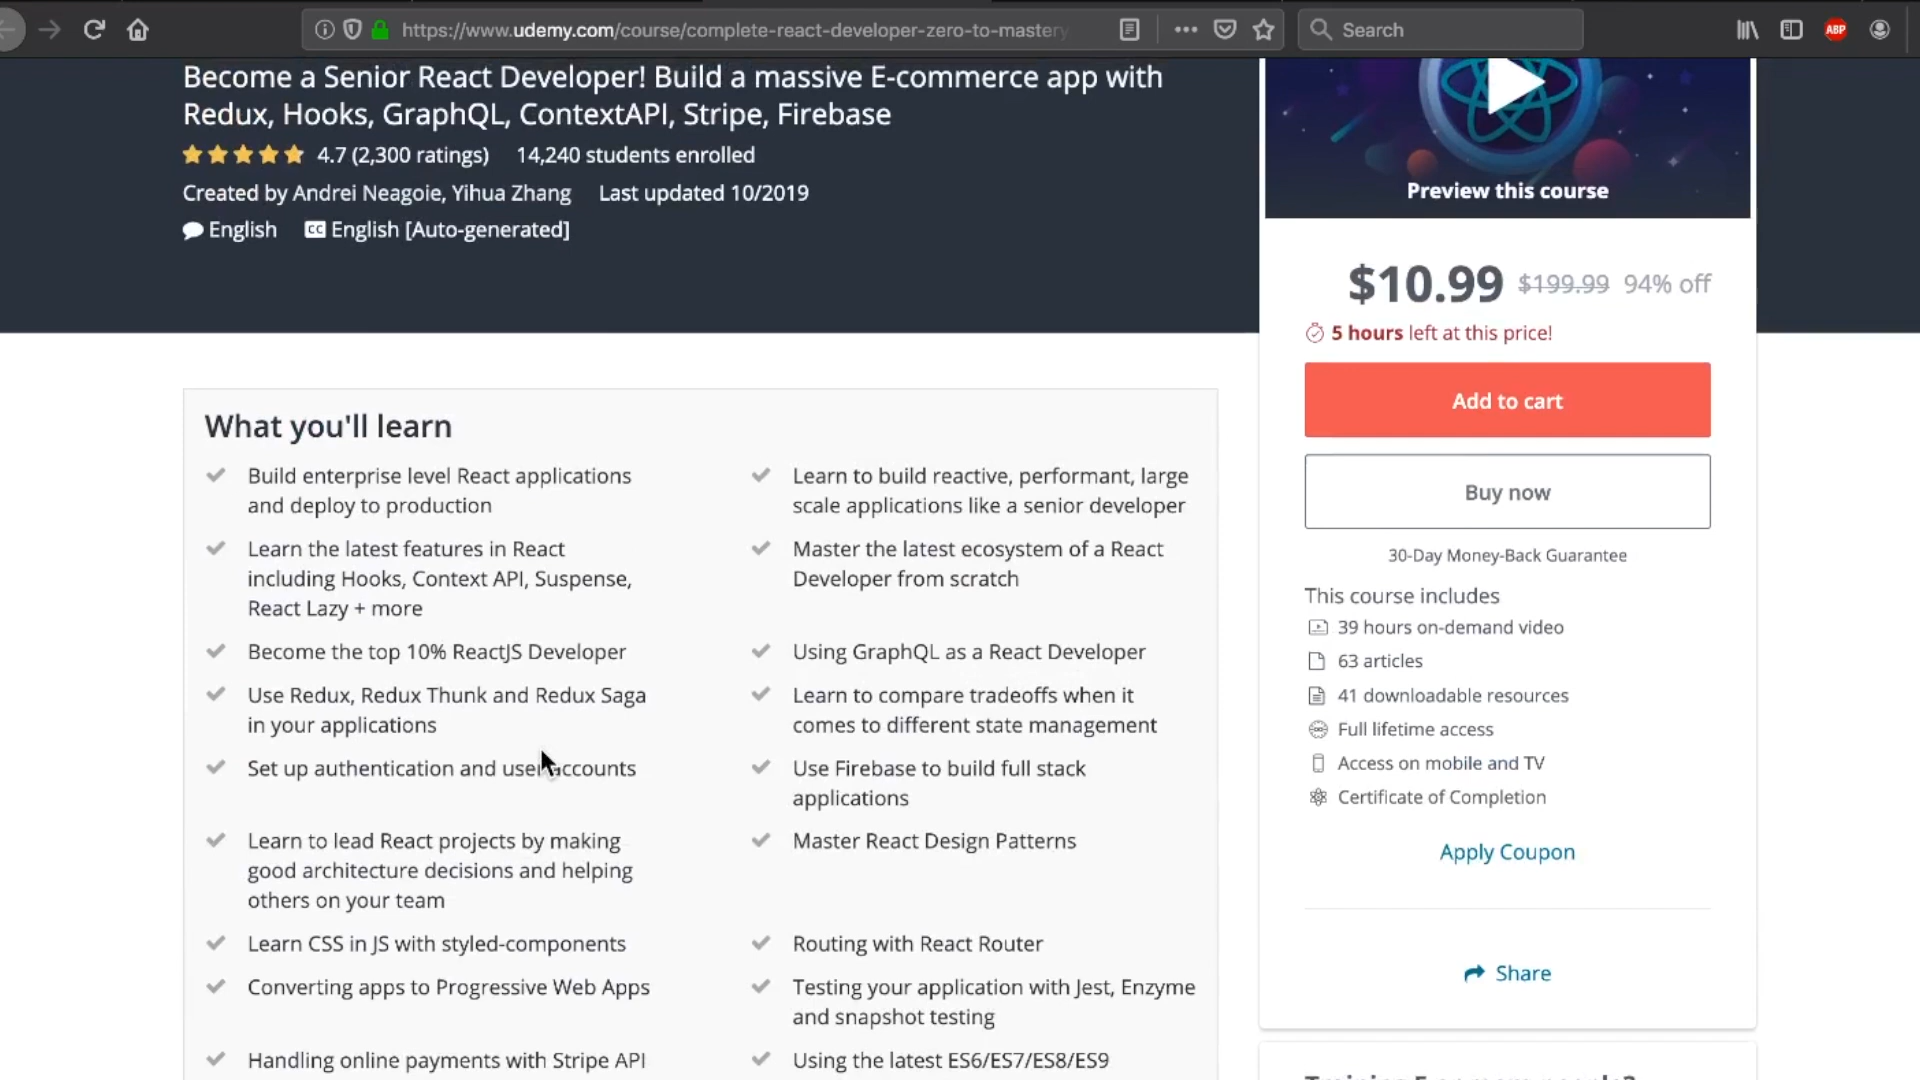 https://www.udemy.com/course/complete-react-developer-zero-to-mastery
Search
ABP
Become a Senior React Developer! Build a massive E-commerce app with
Redux, Hooks, GraphQL, ContextAPI, Stripe, Firebase
4.7 (2,300 ratings) 14,240 students enrolled
Created by Andrei Neagoie, Yihua Zhang Last updated 10/2019
English CC English [Auto-generated]
Preview this course
$10.99 $199.99 94% off
5 hours left at this price!
Add to cart
Buy now
30-Day Money-Back Guarantee
This course includes
39 hours on-demand video
63 articles
41 downloadable resources
Full lifetime access
Access on mobile and TV
Certificate of Completion
Apply Coupon
Share
What you'll learn
Build enterprise level React applications
and deploy to production
Learn to build reactive, performant, large
scale applications like a senior developer
Learn the latest features in React
including Hooks, Context API, Suspense,
React Lazy + more
Master the latest ecosystem of a React
Developer from scratch
Become the top 10% ReactJS Developer
Using GraphQL as a React Developer
Use Redux, Redux Thunk and Redux Saga
in your applications
Learn to compare tradeoffs when it
comes to different state management
Set up authentication and user accounts
Use Firebase to build full stack
applications
Learn to lead React projects by making
good architecture decisions and helping
others on your team
Master React Design Patterns
Learn CSS in JS with styled-components
Routing with React Router
Converting apps to Progressive Web Apps
Testing your application with Jest, Enzyme
and snapshot testing
Handling online payments with Stripe API
Using the latest ES6/ES7/ES8/ES9